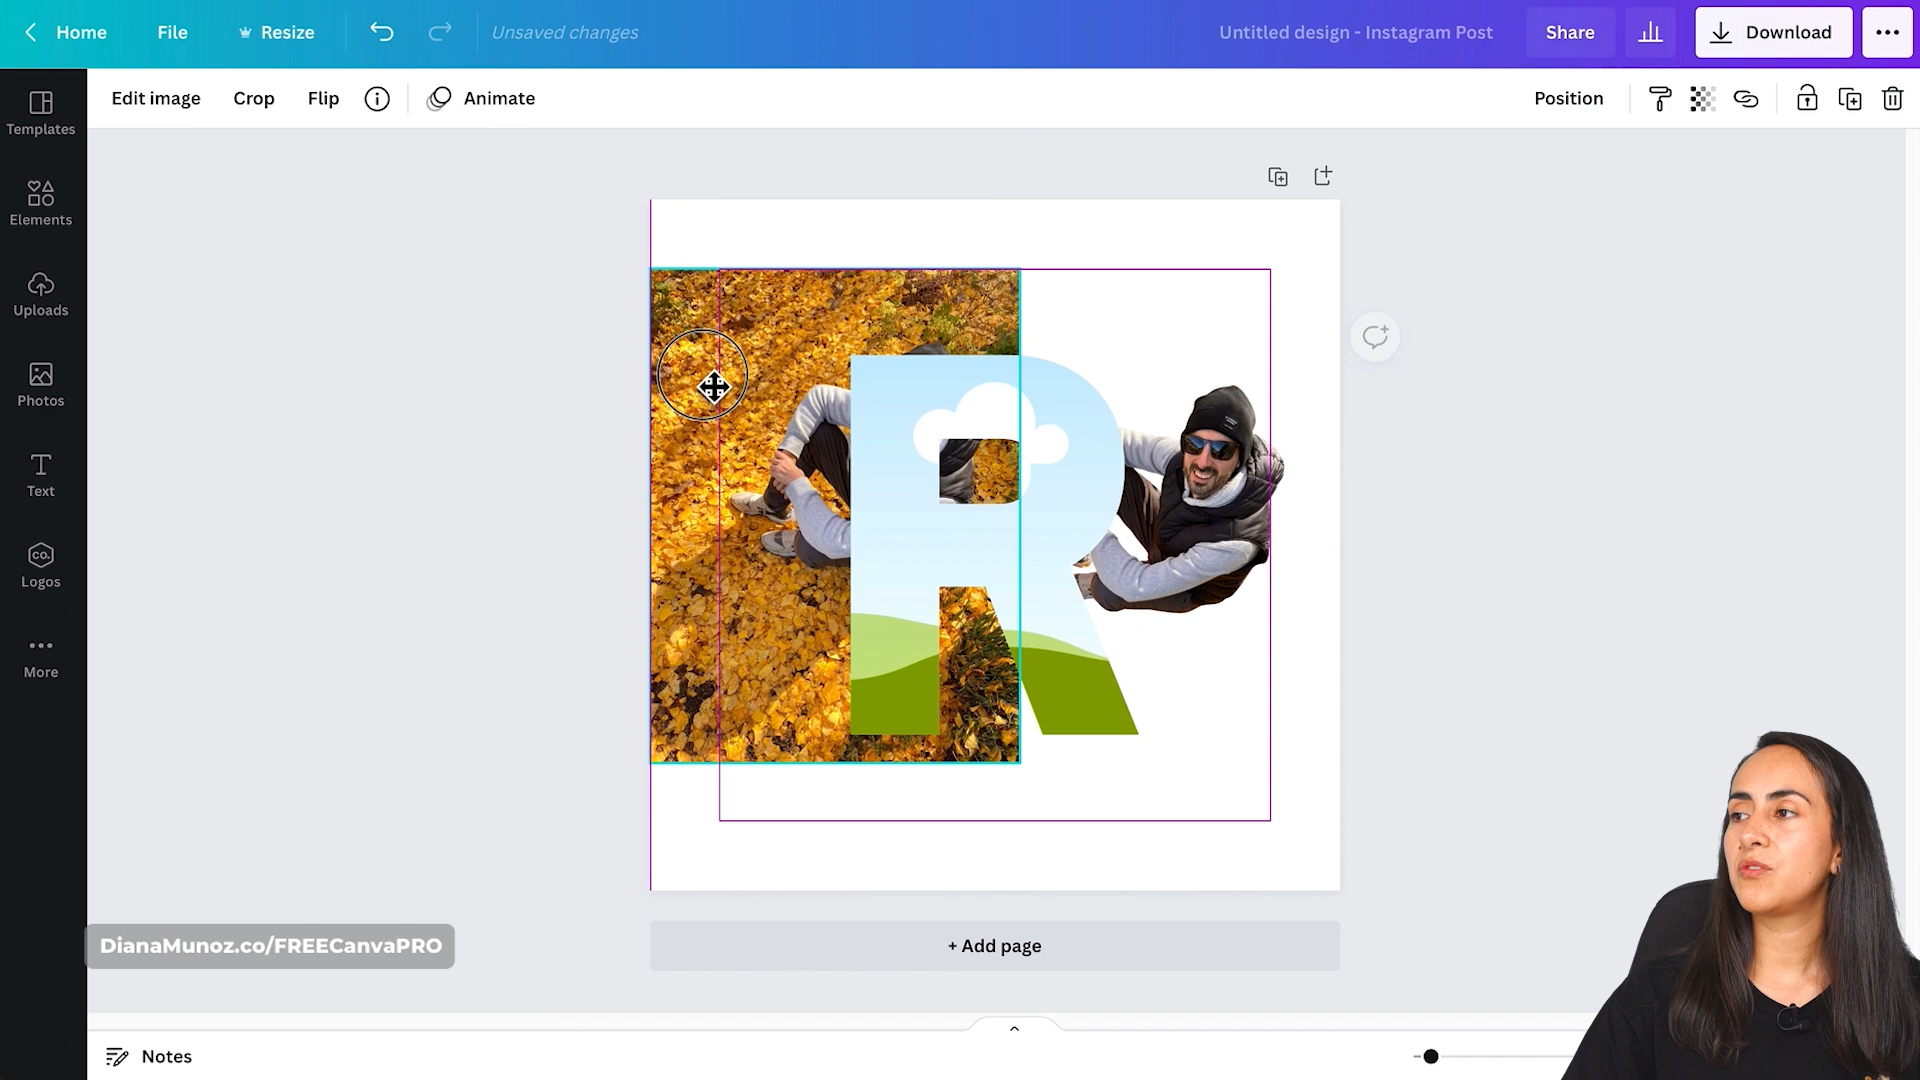 Home
File
Resize
Unsaved changes
Untitled design - Instagram Post
Share
Download
Edit image
Crop
Flip
Animate
Position
Templates
Elements
Uploads
Photos
Text
co.
Logos
More
R
+ Add page
DianaMunoz.co/FREECanvaPRO
Notes